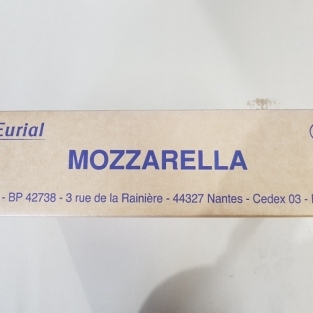 Eurial
MOZZARELLA
- BP 42738 - 3 rue de la Rainière - 44327 Nantes - Cedex 03 -